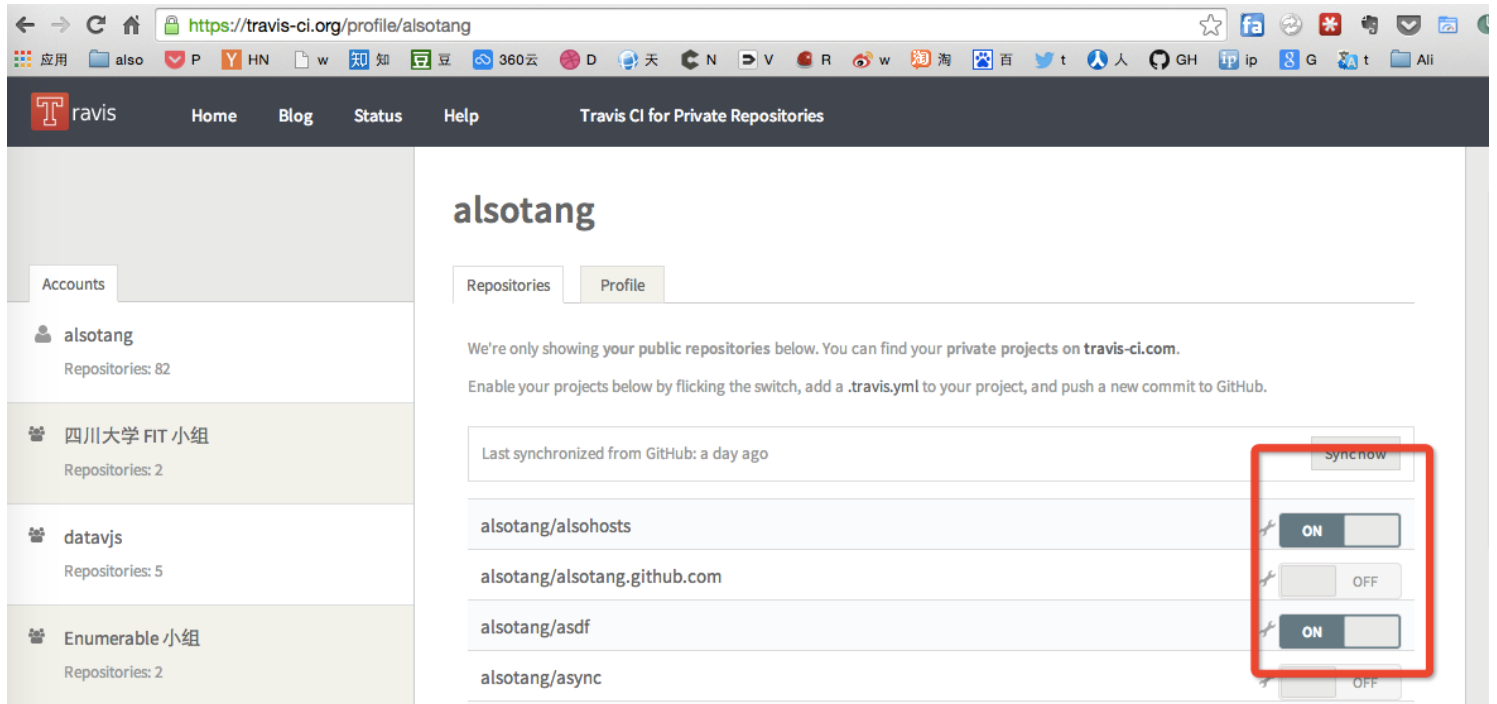 https://travis-ci.org/profile/alsotang
应用 also P HN w 知 豆 360云 D 天 N V R w 淘 百 t 人 GH ip G t Ali
Travis Home Blog Status Help Travis CI for Private Repositories
alsotang
Accounts
Repositories Profile
alsotang
Repositories: 82
We're only showing your public repositories below. You can find your private projects on travis-ci.com.
Enable your projects below by flicking the switch, add a .travis.yml to your project, and push a new commit to GitHub.
四川大学 FIT 小组
Repositories: 2
Last synchronized from GitHub: a day ago Sync now
datavjs
Repositories: 5
alsotang/alsohosts ON
alsotang/alsotang.github.com OFF
Enumerable 小组
Repositories: 2
alsotang/asdf ON
alsotang/async OFF